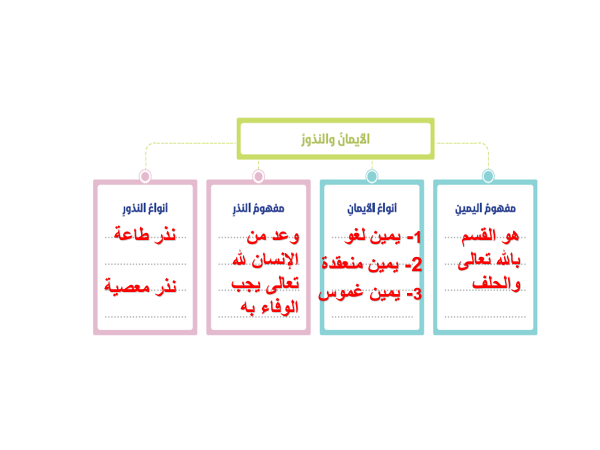 الأيمانُ والنذورُ
مفهومُ اليمينِ
هو القسم
بالله تعالى
والحلف
أنواعُ الأيمانِ
1- يمين لغو
2- يمين منعقدة
3- يمين غموس
مفهومُ النذرِ
وعد من
الإنسان لله
تعالى يجب
الوفاء به
أنواعُ النذورِ
نذر طاعة
نذر معصية